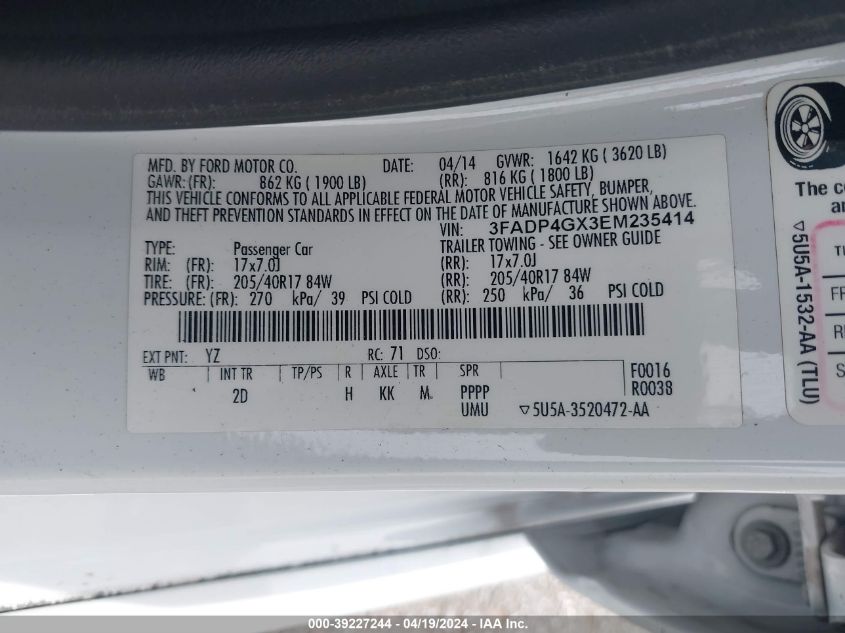 MFD. BY FORD MOTOR CO. DATE: 04/14 GVWR: 1642 KG ( 3620 LB)
GAWR:(FR): 862 KG ( 1900 LB) (RR): 816 KG ( 1800 LB)
THIS VEHICLE CONFORMS TO ALL APPLICABLE FEDERAL MOTOR VEHICLE SAFETY, BUMPER,
AND THEFT PREVENTION STANDARDS IN EFFECT ON THE DATE OF MANUFACTURE SHOWN ABOVE.
VIN: 3FADP4GX3EM235414
TYPE: Passenger Car TRAILER TOWING - SEE OWNER GUIDE
RIM: (FR): 17x7.0J (RR): 17x7.0J
TIRE: (FR): 205/40R17 84W (RR): 205/40R17 84W
PRESSURE: (FR): 270 kPa/ 39 PSI COLD (RR): 250 kPa/ 36 PSI COLD
EXT PNT: YZ RC: 71 DSO:
WB INT TR TP/PS R AXLE TR SPR F0016
2D H KK M PPPP R0038
UMU ▽5U5A-3520472-AA
The co
an
▽5U5A-1532-AA (TLU)
TI
FR
RE
S
000-39227244 - 04/19/2024 - IAA Inc.